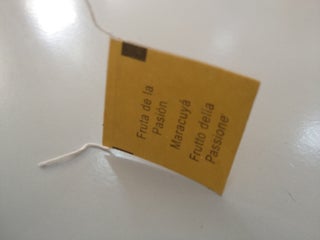 Fruta de la
Pasión
Maracuyá
Frutto della
Passione